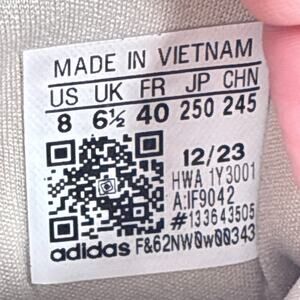 MADE IN VIETNAM
US UK FR JP CHN
8 6½ 40 250 245
12/23
HWA 1Y3001
A:IF9042
#133643505
adidas F&62NW0w00343